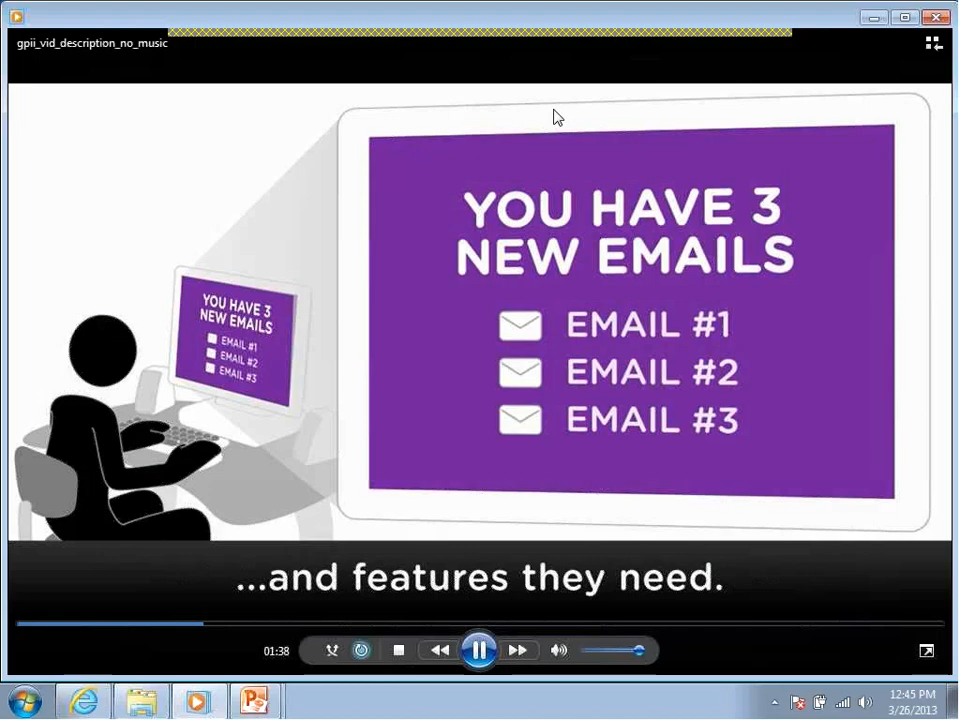 gpii_vid_description_no_music
YOU HAVE 3
NEW EMAILS
EMAIL #1
EMAIL #2
EMAIL #3
YOU HAVE 3
NEW EMAILS
EMAIL #1
EMAIL #2
EMAIL #3
...and features they need.
01:38
12:45 PM
3/26/2013